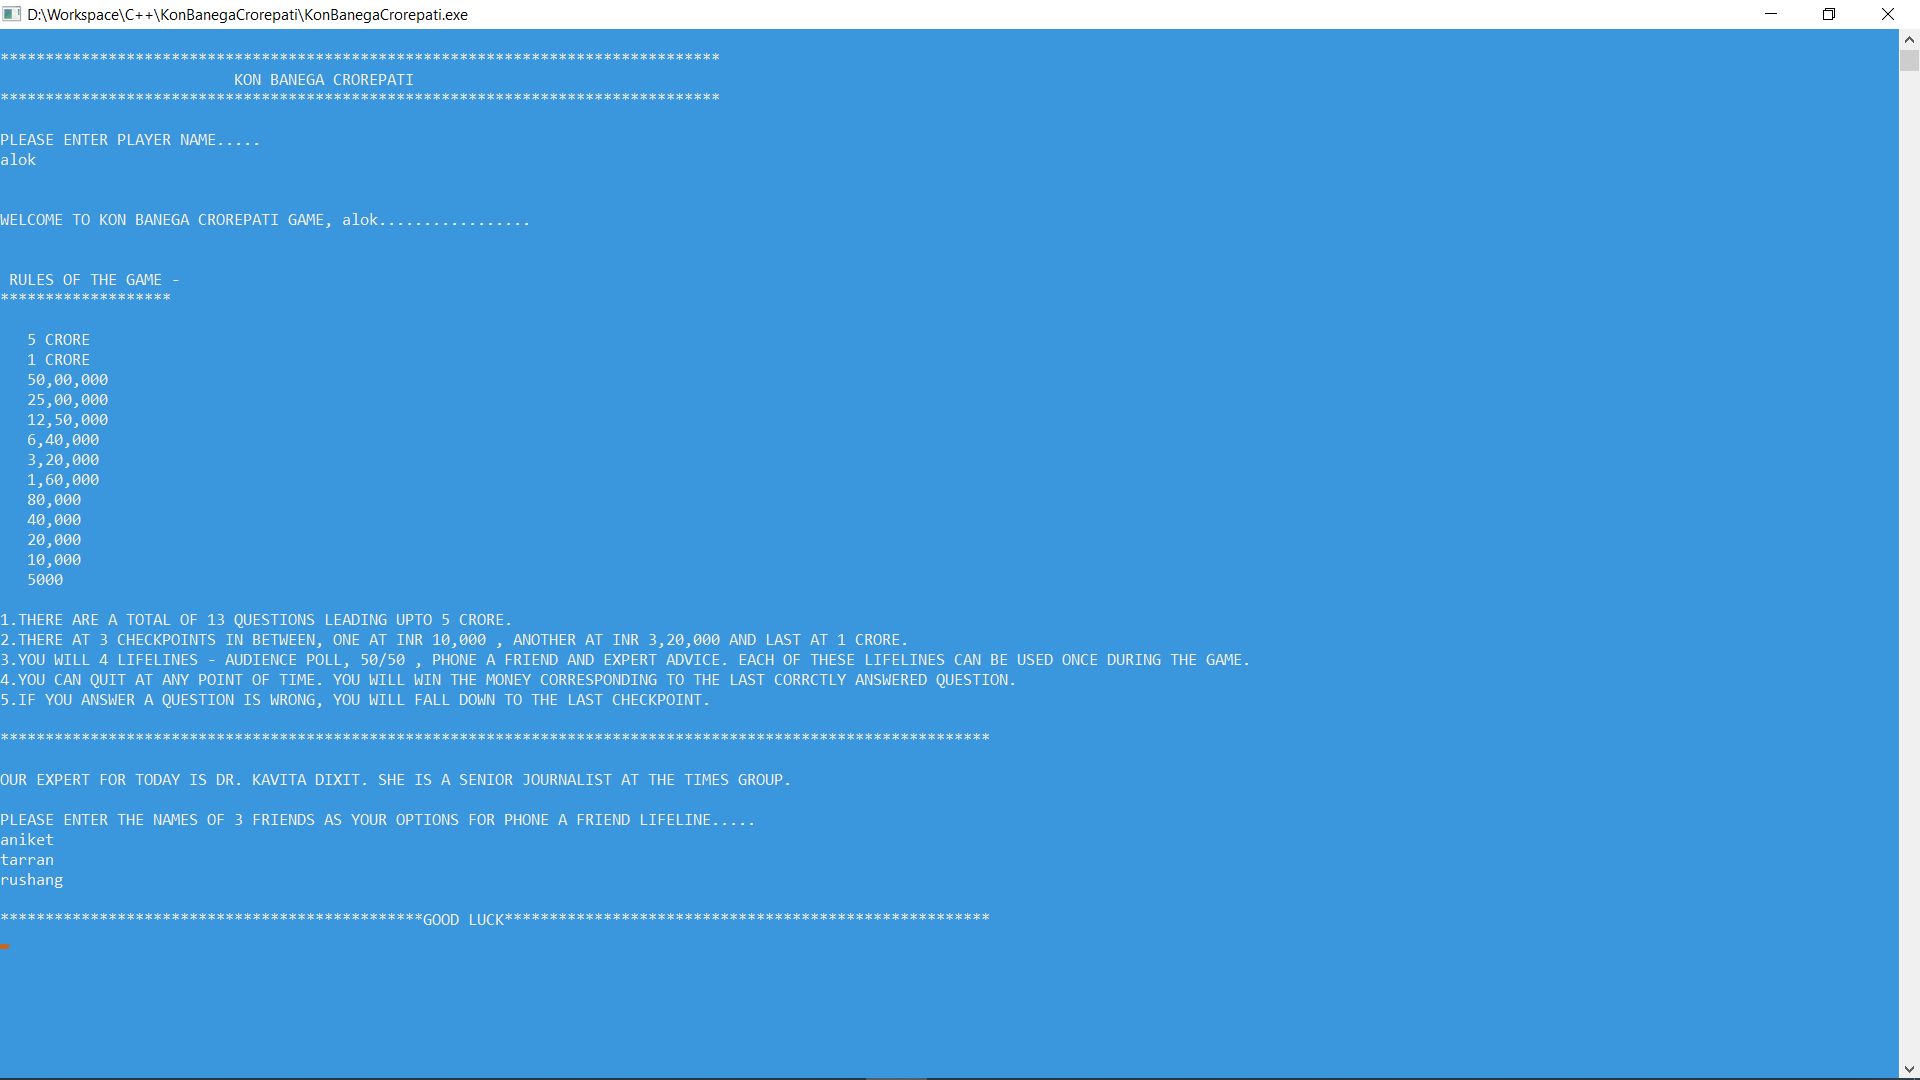 D:\Workspace\C++\KonBanegaCrorepati\KonBanegaCrorepati.exe
********************************************************************************
KON BANEGA CROREPATI
********************************************************************************
PLEASE ENTER PLAYER NAME.....
alok
WELCOME TO KON BANEGA CROREPATI GAME, alok.................
RULES OF THE GAME -
*******************
5 CRORE
1 CRORE
50,00,000
25,00,000
12,50,000
6,40,000
3,20,000
1,60,000
80,000
40,000
20,000
10,000
5000
1.THERE ARE A TOTAL OF 13 QUESTIONS LEADING UPTO 5 CRORE.
2.THERE AT 3 CHECKPOINTS IN BETWEEN, ONE AT INR 10,000 , ANOTHER AT INR 3,20,000 AND LAST AT 1 CRORE.
3.YOU WILL 4 LIFELINES - AUDIENCE POLL, 50/50 , PHONE A FRIEND AND EXPERT ADVICE. EACH OF THESE LIFELINES CAN BE USED ONCE DURING THE GAME.
4.YOU CAN QUIT AT ANY POINT OF TIME. YOU WILL WIN THE MONEY CORRESPONDING TO THE LAST CORRCTLY ANSWERED QUESTION.
5.IF YOU ANSWER A QUESTION IS WRONG, YOU WILL FALL DOWN TO THE LAST CHECKPOINT.
**************************************************************************************************************
OUR EXPERT FOR TODAY IS DR. KAVITA DIXIT. SHE IS A SENIOR JOURNALIST AT THE TIMES GROUP.
PLEASE ENTER THE NAMES OF 3 FRIENDS AS YOUR OPTIONS FOR PHONE A FRIEND LIFELINE.....
aniket
tarran
rushang
***********************************************GOOD LUCK******************************************************